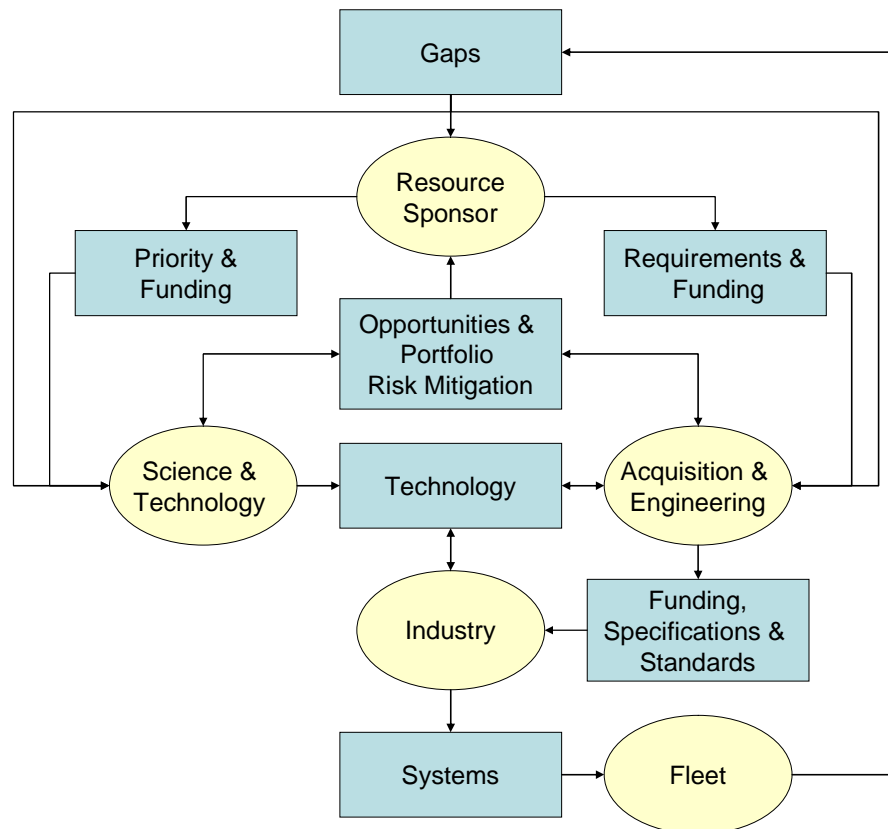 Gaps
Resource
Sponsor
Priority &
Funding
Requirements &
Funding
Opportunities &
Portfolio
Risk Mitigation
Science &
Technology
Technology
Acquisition &
Engineering
Industry
Funding,
Specifications &
Standards
Systems
Fleet